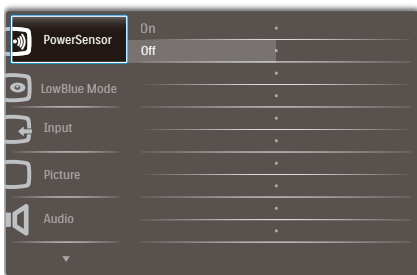 PowerSensor
On
Off
LowBlue Mode
Input
Picture
Audio